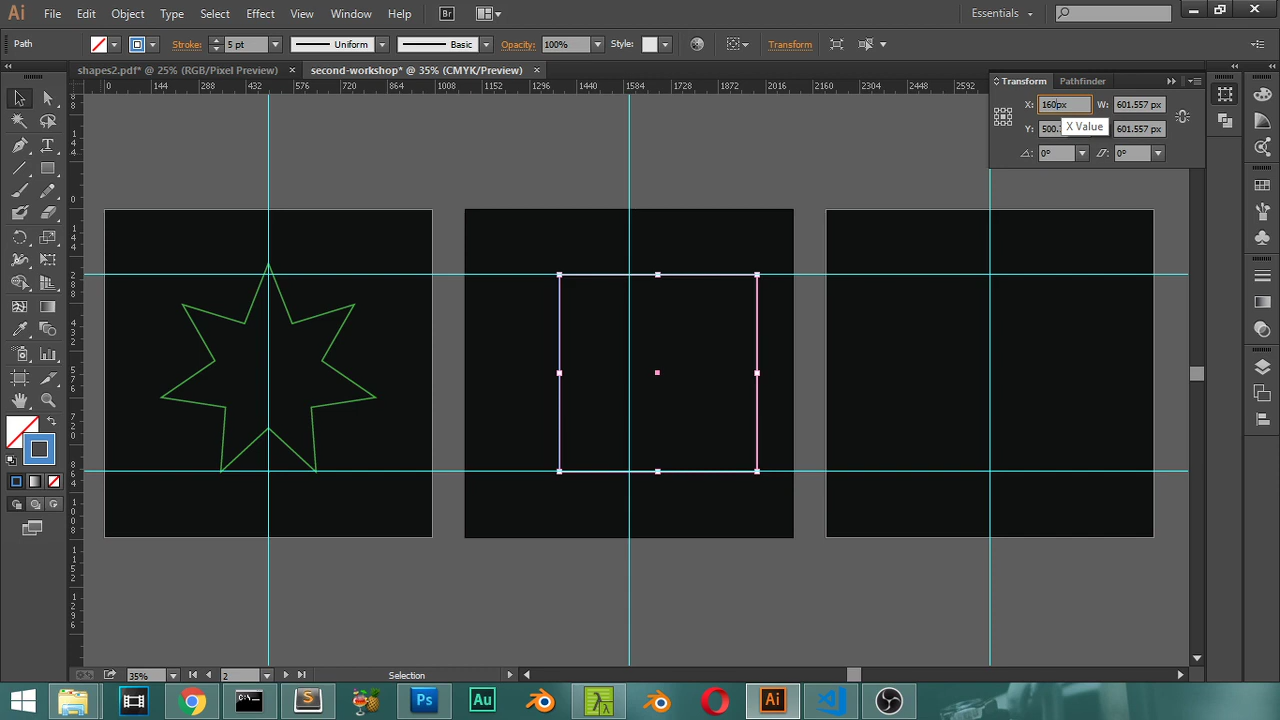 Ai File Edit Object Type Select Effect View Window Help Br Essentials
Path Stroke: 5 pt Uniform Basic Opacity: 100% Style: Transform
shapes2.pdf* @ 25% (RGB/Pixel Preview) × second-workshop* @ 35% (CMYK/Preview) ×
0 144 288 432 576 720 864 1008 1152 1296 1440 1584 1728 1872 2016 2160 2304 2448 2592
Transform Pathfinder
X: 160px W: 601.557 px
X Value
Y: 500. 601.557 px
0° 0°
T
35% 2 Selection
S Ps Au λ Ai